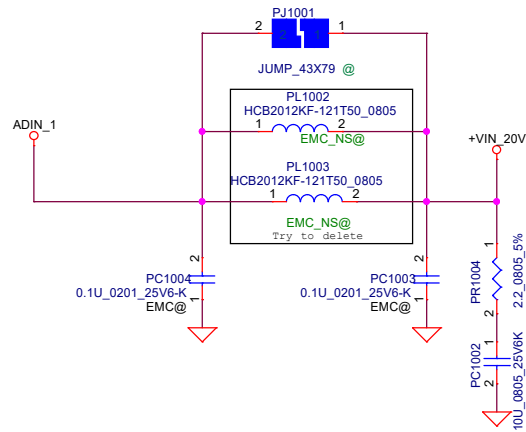 PJ1001
2
2
1
1
JUMP_43X79 @
PL1002
HCB2012KF-121T50_0805
1
2
EMC_NS@
ADIN_1
+VIN_20V
PL1003
HCB2012KF-121T50_0805
1
2
EMC_NS@
Try to delete
2
PC1004
0.1U_0201_25V6-K
1
EMC@
2
PC1003
0.1U_0201_25V6-K
1
EMC@
1
PR1004
2.2_0805_5%
2
1
PC1002
10U_0805_25V6K
2